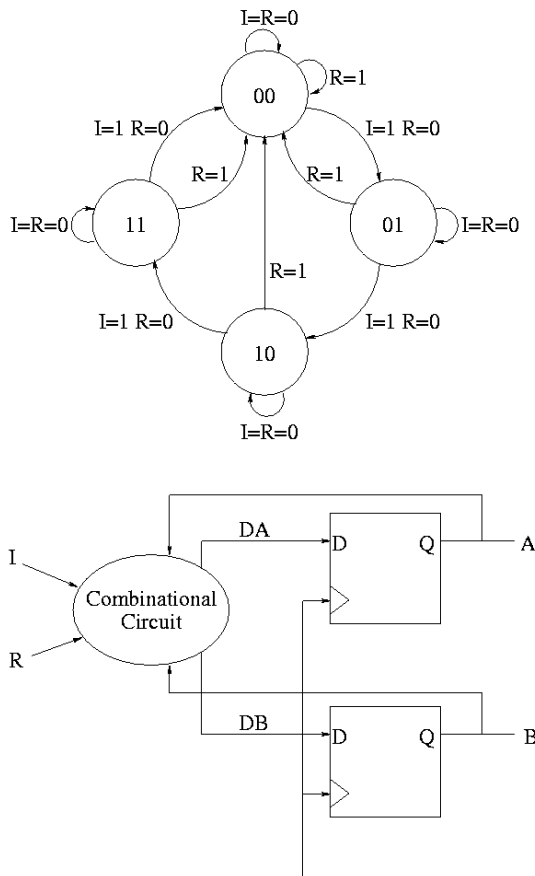 I=R=0
R=1
00
I=1 R=0
I=1 R=0
R=1
R=1
I=R=0
11
01
I=R=0
R=1
I=1 R=0
I=1 R=0
10
I=R=0
DA
I
D
Q
A
Combinational
Circuit
R
DB
D
Q
B